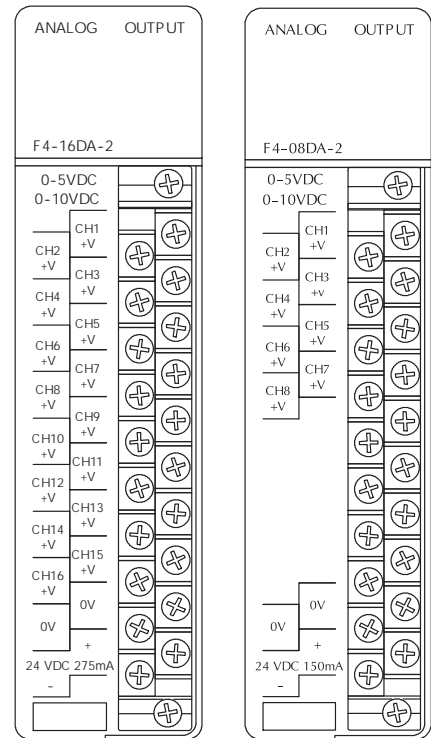 ANALOG OUTPUT
F4-16DA-2
0-5VDC
0-10VDC
CH1
+V
CH2
+V
CH3
+V
CH4
+V
CH5
+V
CH6
+V
CH7
+V
CH8
+V
CH9
+V
CH10
+V
CH11
+V
CH12
+V
CH13
+V
CH14
+V
CH15
+V
CH16
+V
0V
0V
+
24 VDC 275mA
-
ANALOG OUTPUT
F4-08DA-2
0-5VDC
0-10VDC
CH1
+V
CH2
+V
CH3
+v
CH4
+V
CH5
+V
CH6
+V
CH7
+V
CH8
+V
0V
0V
+
24 VDC 150mA
-